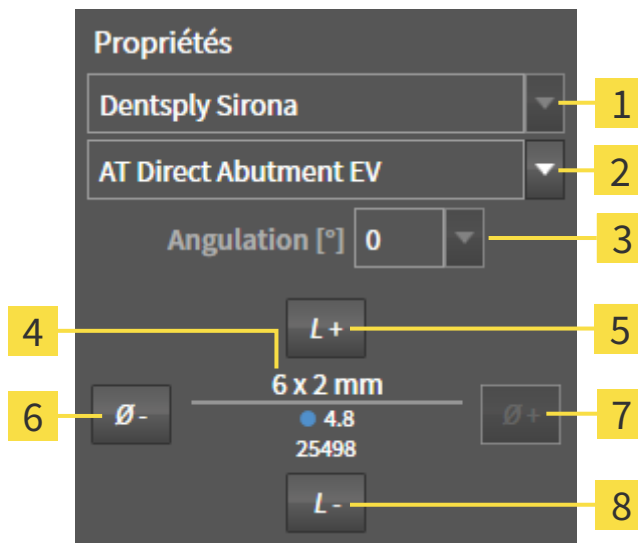 Propriétés
Dentsply Sirona 1
AT Direct Abutment EV 2
Angulation [°] 0 3
4 L + 5
6 x 2 mm
6 Ø - 4.8 Ø + 7
25498
L - 8